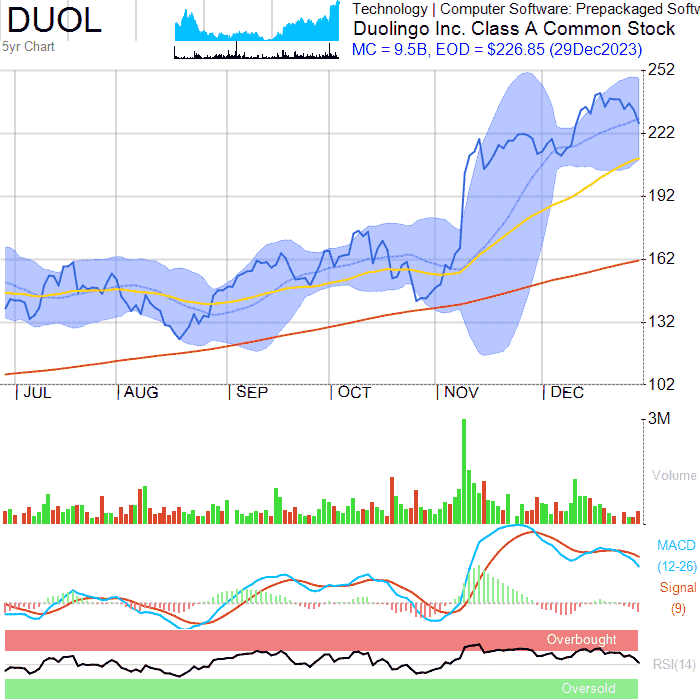 DUOL
5yr Chart
Technology | Computer Software: Prepackaged Softw
Duolingo Inc. Class A Common Stock
MC = 9.5B, EOD = $226.85 (29Dec2023)
252
222
192
162
132
102
JUL AUG SEP OCT NOV DEC
3M
Volume
MACD
(12-26)
Signal
(9)
Overbought
RSI(14)
Oversold